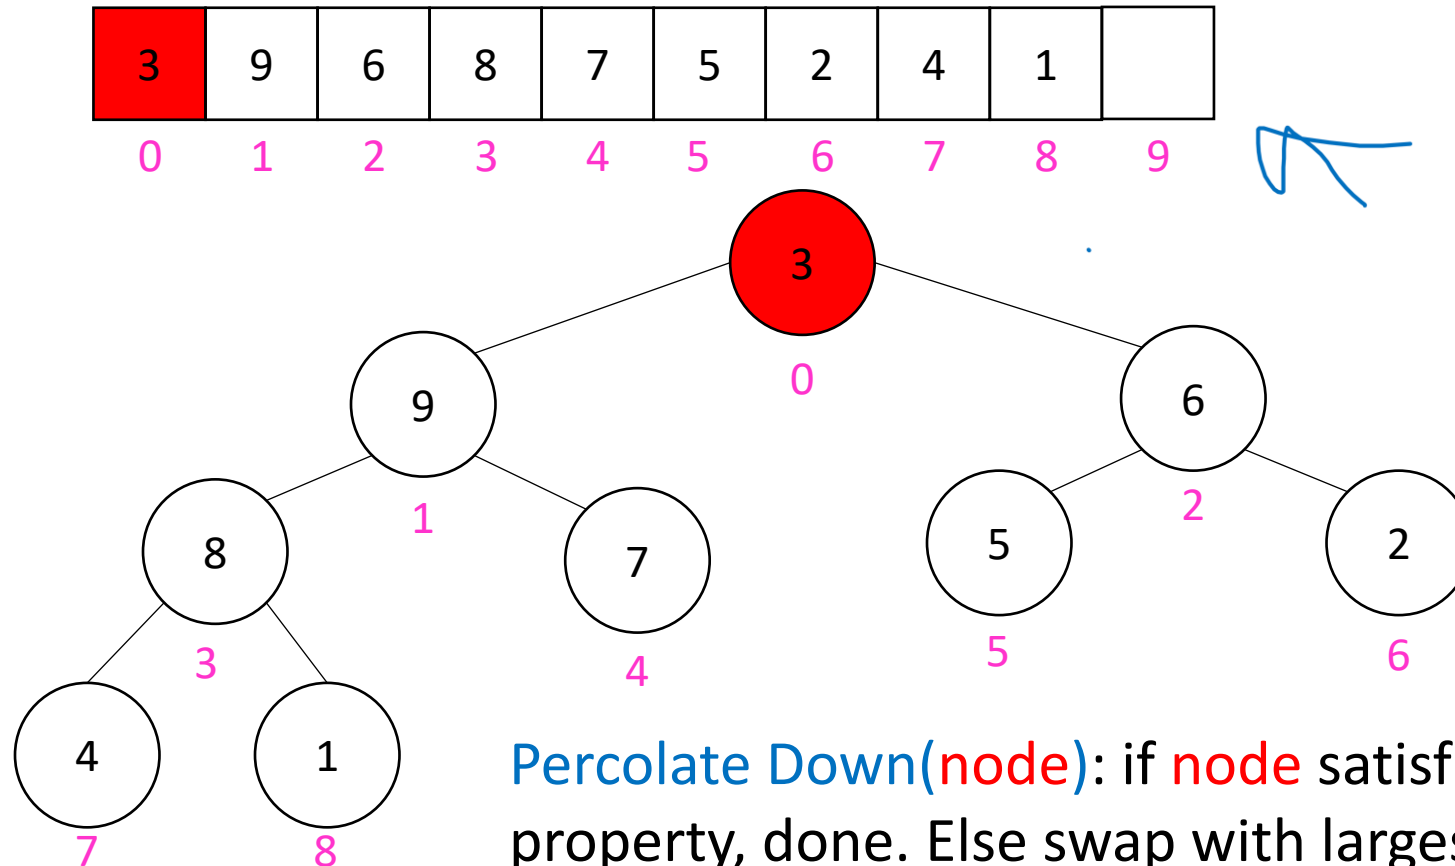 3 9 6 8 7 5 2 4 1
0 1 2 3 4 5 6 7 8 9
3
0
9 6
1 2
8 7 5 2
3 4 5 6
4 1
7 8
Percolate Down(node): if node satisf
property, done. Else swap with larges